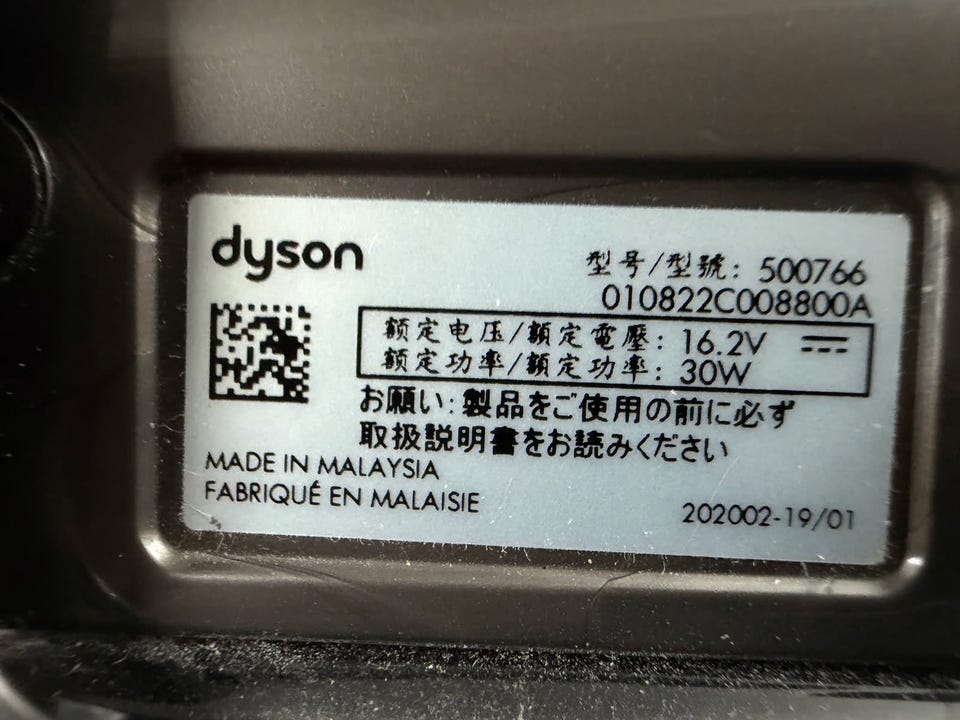 dyson
型号/型號: 500766
010822C008800A
额定电压/額定電壓: 16.2V
额定功率/額定功率: 30W
お願い: 製品をご使用の前に必ず
取扱説明書をお読みください
MADE IN MALAYSIA
FABRIQUÉ EN MALAISIE
202002-19/01